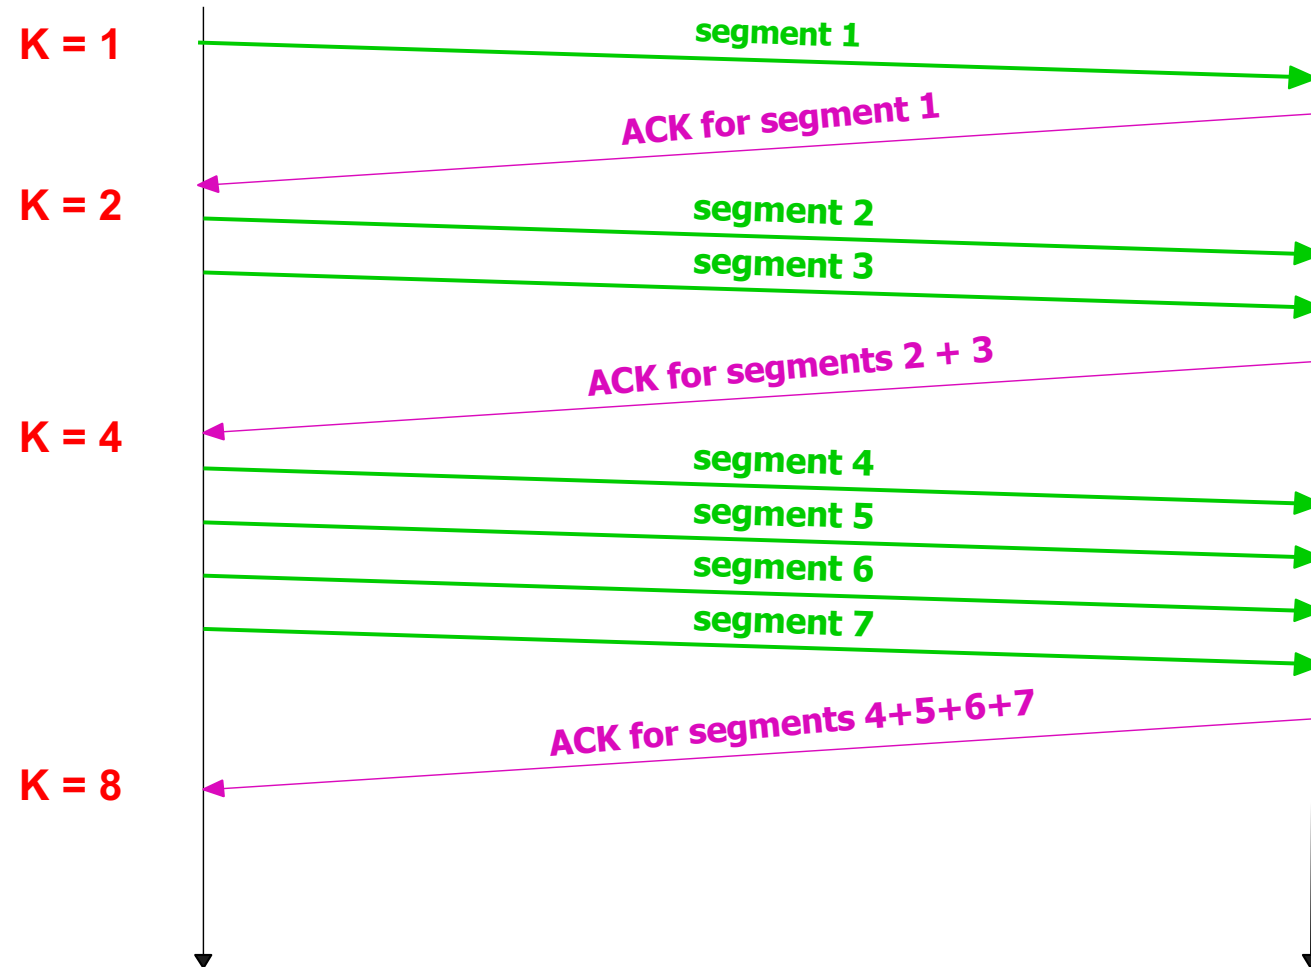 K = 1
segment 1
ACK for segment 1
K = 2
segment 2
segment 3
ACK for segments 2 + 3
K = 4
segment 4
segment 5
segment 6
segment 7
ACK for segments 4+5+6+7
K = 8